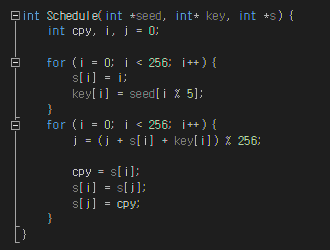 int Schedule(int *seed, int* key, int *s) {
    int cpy, i, j = 0;

    for (i = 0; i < 256; i++) {
        s[i] = i;
        key[i] = seed[i % 5];
    }
    for (i = 0; i < 256; i++) {
        j = (j + s[i] + key[i]) % 256;

        cpy = s[i];
        s[i] = s[j];
        s[j] = cpy;
    }
}